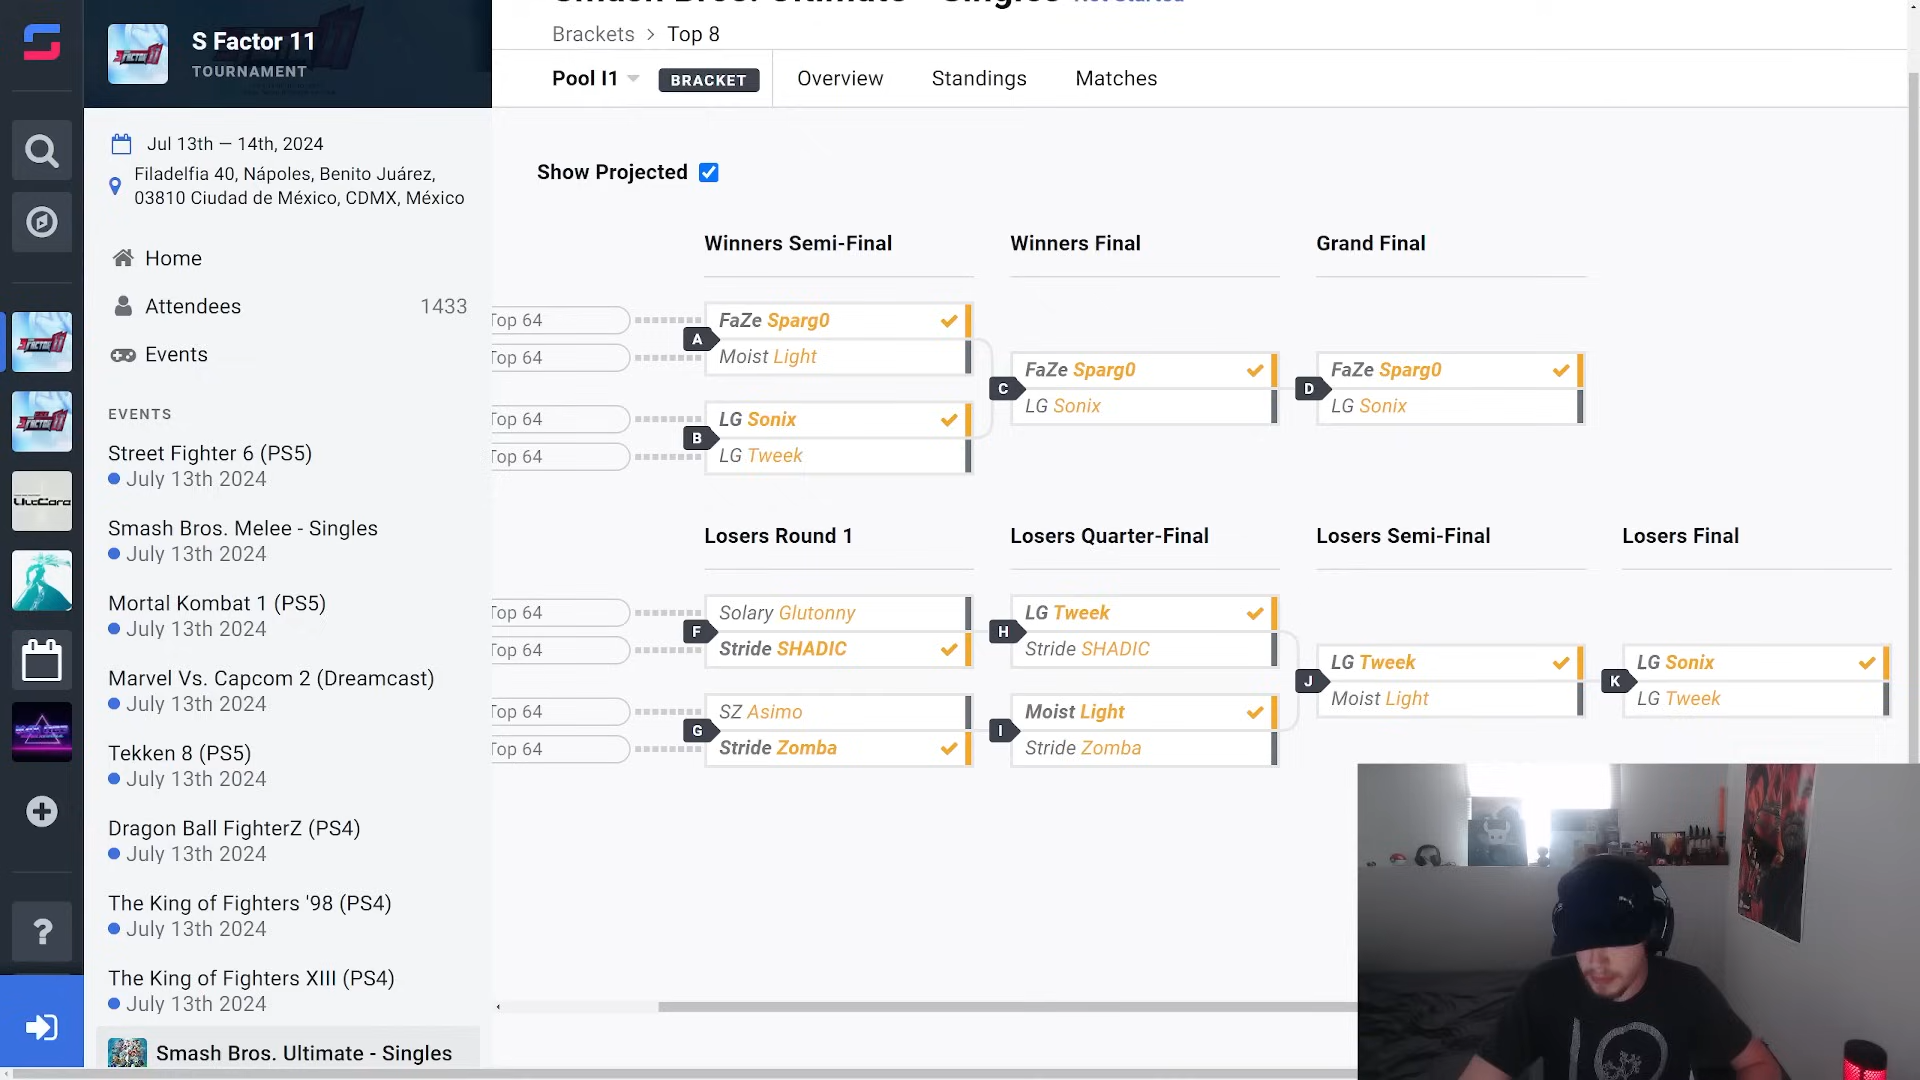 S Factor 11
TOURNAMENT
Jul 13th — 14th, 2024
Filadelfia 40, Nápoles, Benito Juárez,
03810 Ciudad de México, CDMX, México
Home
Attendees 1433
Events
EVENTS
Street Fighter 6 (PS5)
July 13th 2024
Smash Bros. Melee - Singles
July 13th 2024
Mortal Kombat 1 (PS5)
July 13th 2024
Marvel Vs. Capcom 2 (Dreamcast)
July 13th 2024
Tekken 8 (PS5)
July 13th 2024
Dragon Ball FighterZ (PS4)
July 13th 2024
The King of Fighters '98 (PS4)
July 13th 2024
The King of Fighters XIII (PS4)
July 13th 2024
Smash Bros. Ultimate - Singles
Smash Bros. Ultimate - Singles Not Started
Brackets > Top 8
Pool I1 BRACKET Overview Standings Matches
Show Projected
Winners Semi-Final Winners Final Grand Final
Top 64
Top 64
A
FaZe Sparg0
Moist Light
Top 64
Top 64
B
LG Sonix
LG Tweek
C
FaZe Sparg0
LG Sonix
D
FaZe Sparg0
LG Sonix
Losers Round 1 Losers Quarter-Final Losers Semi-Final Losers Final
Top 64
Top 64
F
Solary Glutonny
Stride SHADIC
Top 64
Top 64
G
SZ Asimo
Stride Zomba
H
LG Tweek
Stride SHADIC
I
Moist Light
Stride Zomba
J
LG Tweek
Moist Light
K
LG Sonix
LG Tweek